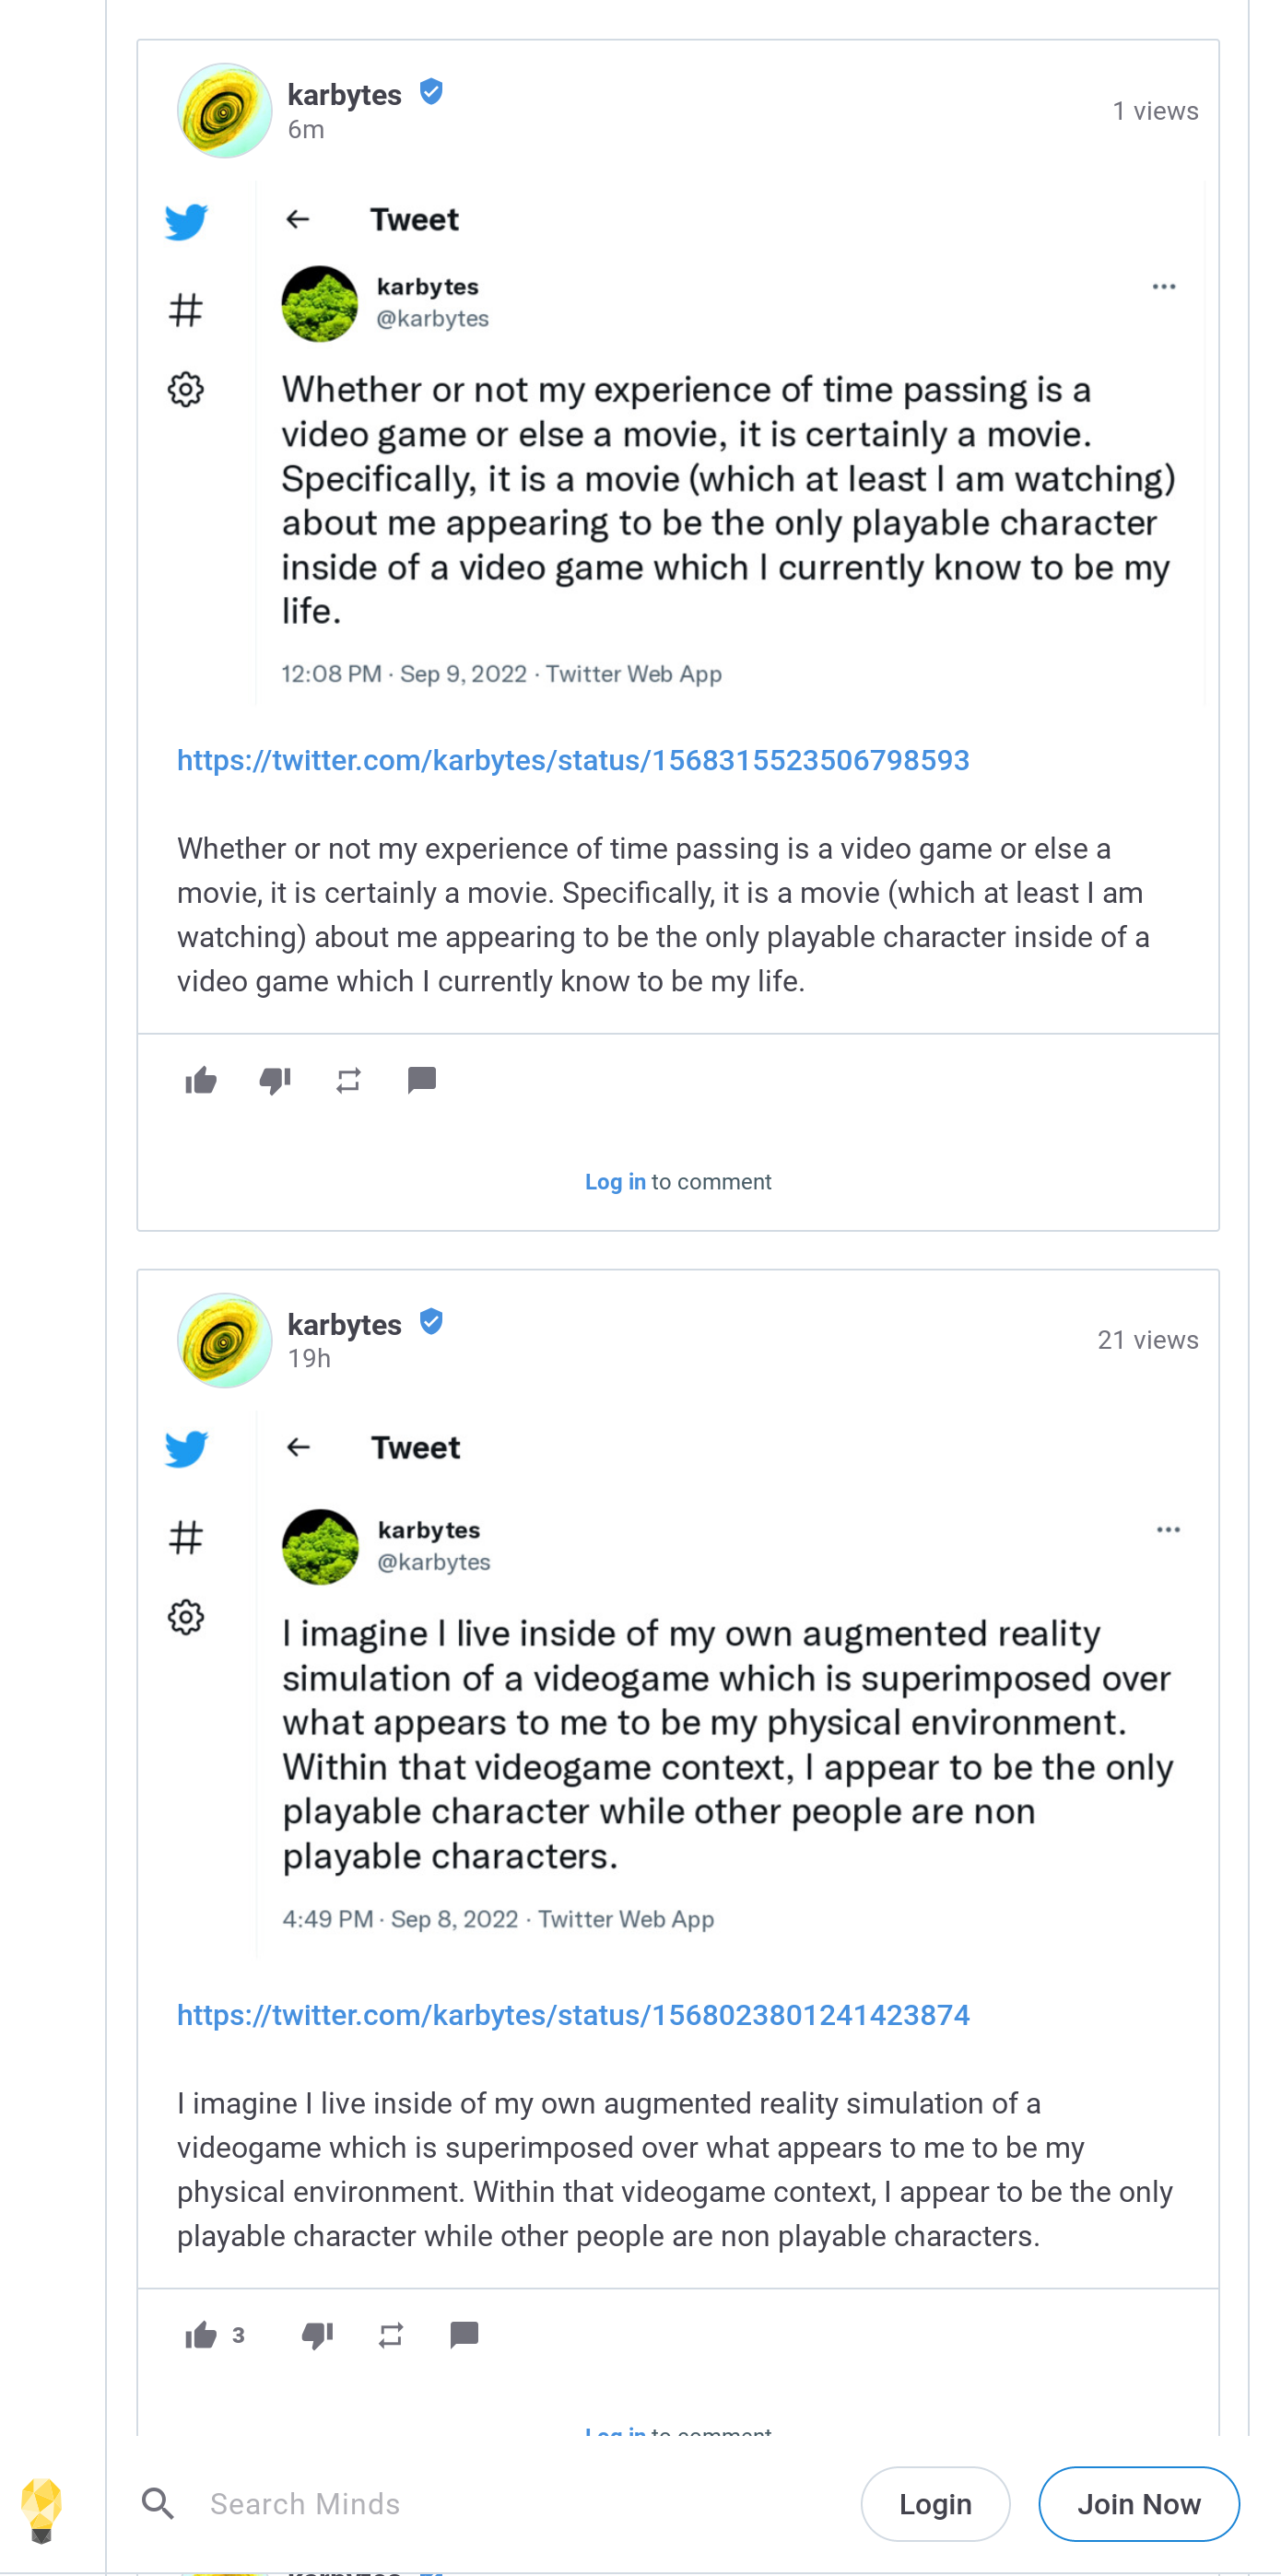 karbytes
6m
1 views
Tweet
karbytes
@karbytes
Whether or not my experience of time passing is a
video game or else a movie, it is certainly a movie.
Specifically, it is a movie (which at least I am watching)
about me appearing to be the only playable character
inside of a video game which I currently know to be my
life.
12:08 PM · Sep 9, 2022 · Twitter Web App
https://twitter.com/karbytes/status/1568315523506798593
Whether or not my experience of time passing is a video game or else a
movie, it is certainly a movie. Specifically, it is a movie (which at least I am
watching) about me appearing to be the only playable character inside of a
video game which I currently know to be my life.
Log in to comment
karbytes
19h
21 views
Tweet
karbytes
@karbytes
I imagine I live inside of my own augmented reality
simulation of a videogame which is superimposed over
what appears to me to be my physical environment.
Within that videogame context, I appear to be the only
playable character while other people are non
playable characters.
4:49 PM · Sep 8, 2022 · Twitter Web App
https://twitter.com/karbytes/status/1568023801241423874
I imagine I live inside of my own augmented reality simulation of a
videogame which is superimposed over what appears to me to be my
physical environment. Within that videogame context, I appear to be the only
playable character while other people are non playable characters.
3
Log in to comment
Search Minds
Login
Join Now
karbytes